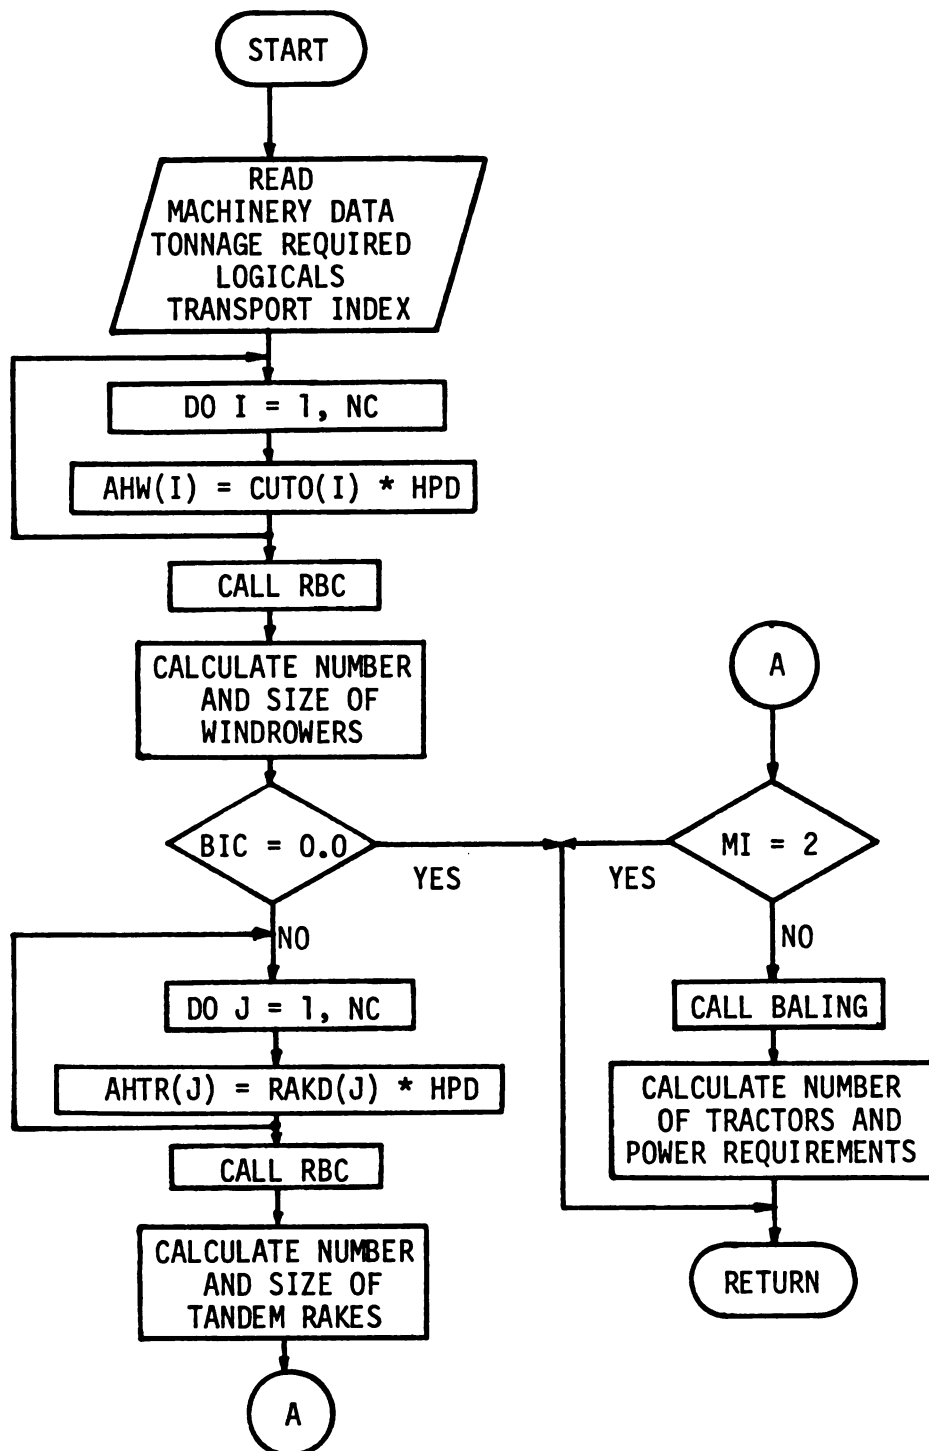 START
READ
MACHINERY DATA
TONNAGE REQUIRED
LOGICALS
TRANSPORT INDEX
DO I = 1, NC
AHW(I) = CUTO(I) * HPD
CALL RBC
CALCULATE NUMBER
AND SIZE OF
WINDROWERS
BIC = 0.0
YES
NO
DO J = 1, NC
AHTR(J) = RAKD(J) * HPD
CALL RBC
CALCULATE NUMBER
AND SIZE OF
TANDEM RAKES
A
A
MI = 2
YES
NO
CALL BALING
CALCULATE NUMBER
OF TRACTORS AND
POWER REQUIREMENTS
RETURN